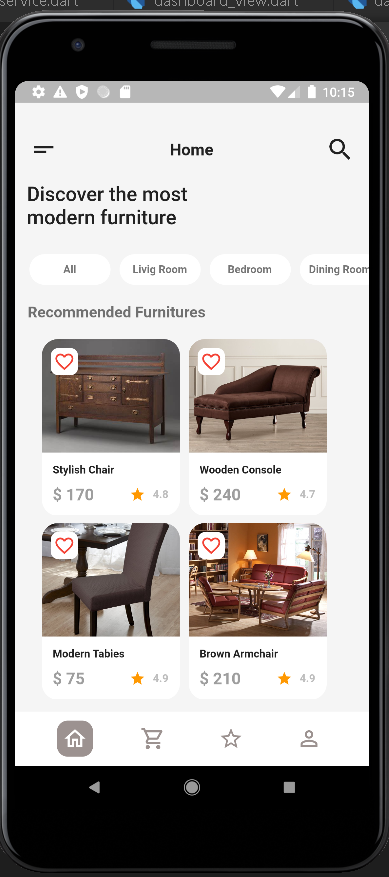 service.dart
dashboard_view.dart
da
10:15
Home
Discover the most
modern furniture
All
Livig Room
Bedroom
Dining Room
Recommended Furnitures
Stylish Chair
$ 170
4.8
Wooden Console
$ 240
4.7
Modern Tabies
$ 75
4.9
Brown Armchair
$ 210
4.9